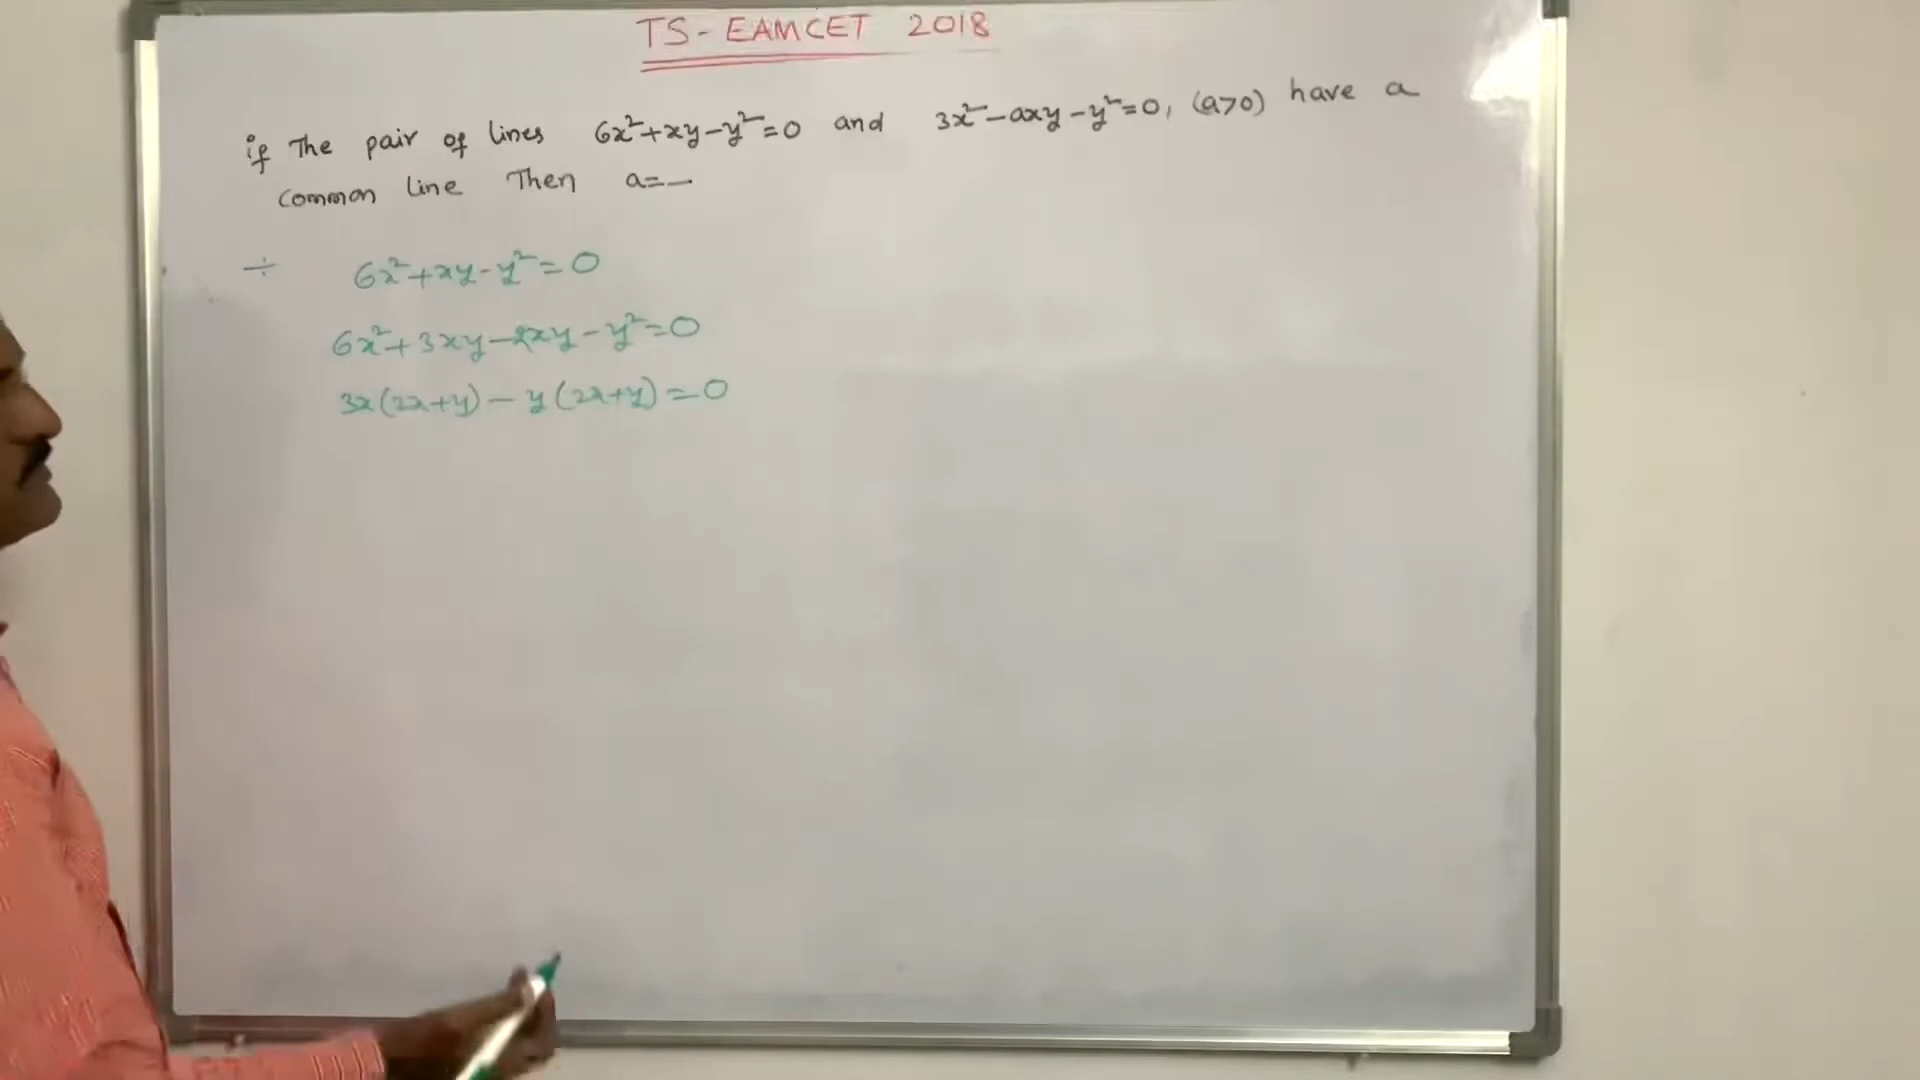 TS - EAMCET 2018
if The pair of lines 6x²+xy-y²=0 and 3x²-axy-y²=0, (a>0) have a
common line Then a=—
÷ 6x²+xy-y²=0
6x²+3xy-2xy-y²=0
3x(2x+y)-y(2x+y)=0